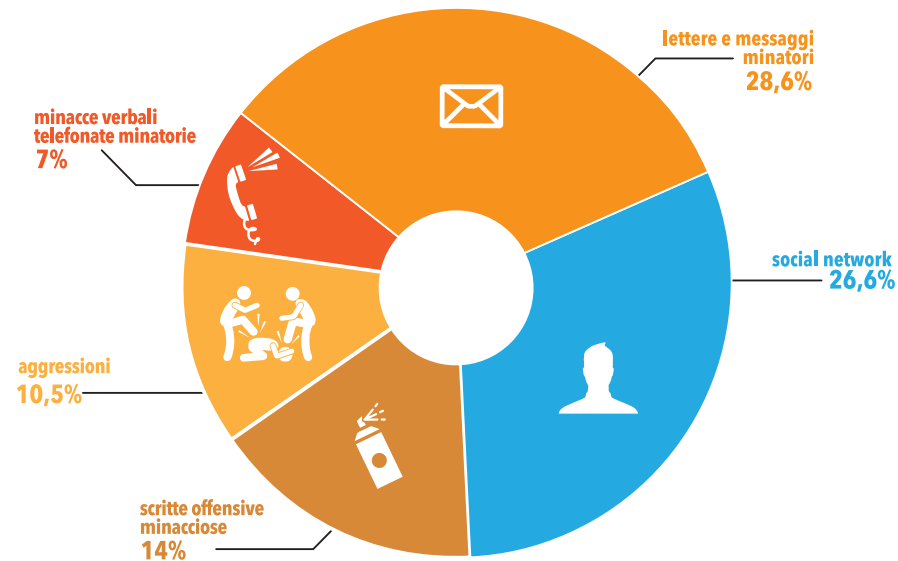 lettere e messaggi
minatori
28,6%
minacce verbali
telefonate minatorie
7%
social network
26,6%
aggressioni
10,5%
scritte offensive
minacciose
14%